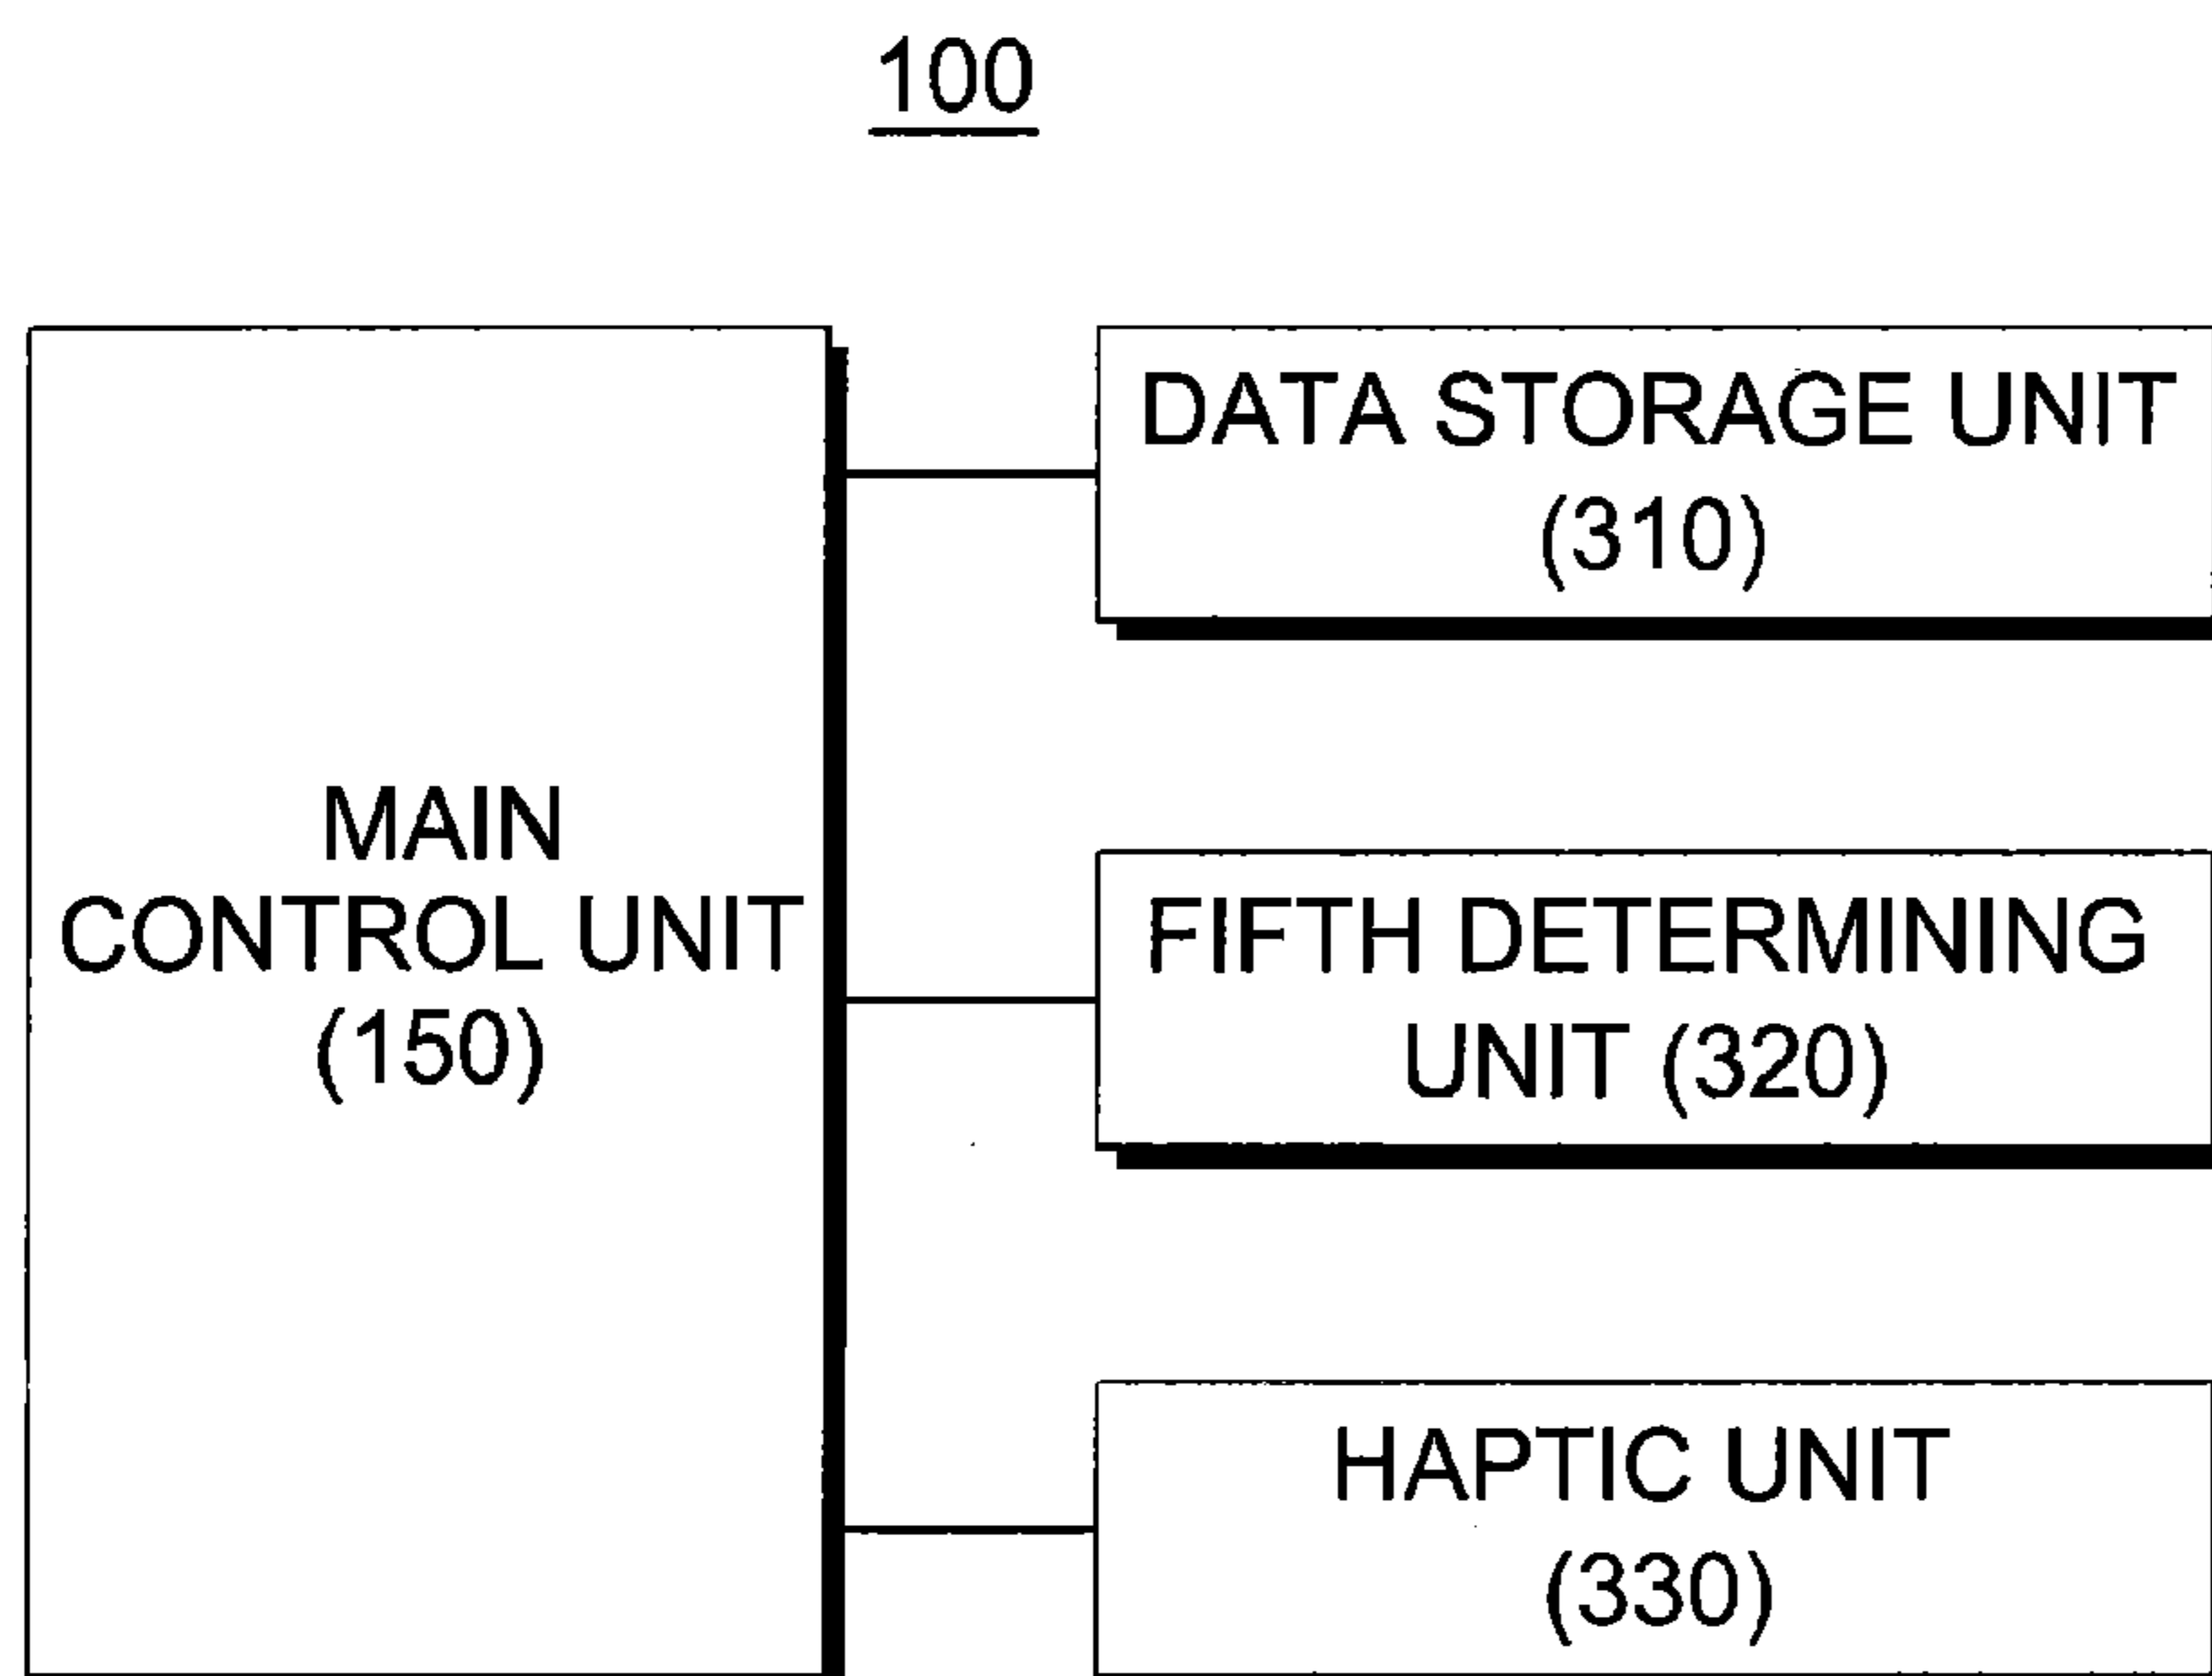 100
MAIN
CONTROL UNIT
(150)
DATA STORAGE UNIT
(310)
FIFTH DETERMINING
UNIT (320)
HAPTIC UNIT
(330)